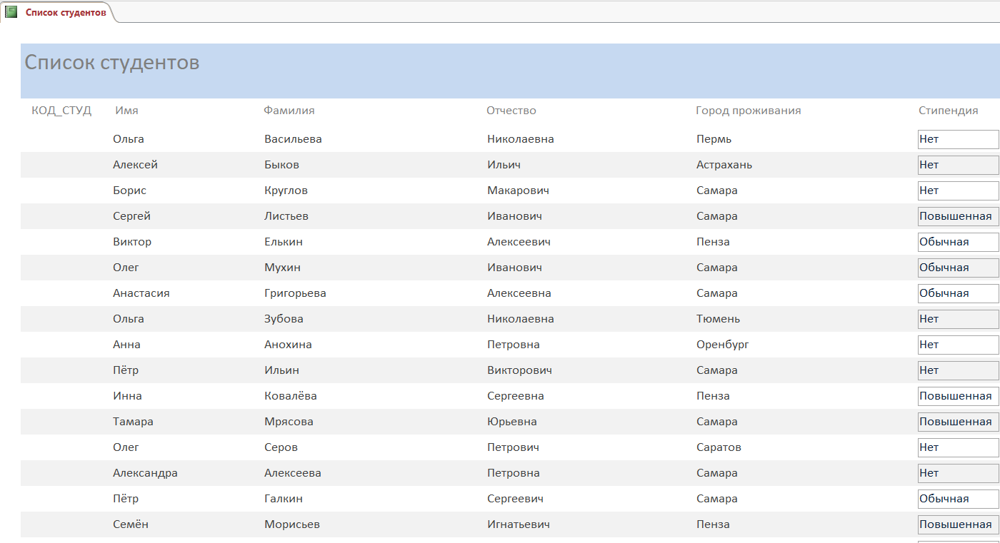 Список студентов
Список студентов
КОД_СТУД Имя Фамилия Отчество Город проживания Стипендия
Ольга Васильева Николаевна Пермь Нет
Алексей Быков Ильич Астрахань Нет
Борис Круглов Макарович Самара Нет
Сергей Листьев Иванович Самара Повышенная
Виктор Елькин Алексеевич Пенза Обычная
Олег Мухин Иванович Самара Обычная
Анастасия Григорьева Алексеевна Самара Обычная
Ольга Зубова Николаевна Тюмень Нет
Анна Анохина Петровна Оренбург Нет
Пётр Ильин Викторович Самара Нет
Инна Ковалёва Сергеевна Пенза Повышенная
Тамара Мрясова Юрьевна Самара Повышенная
Олег Серов Петрович Саратов Нет
Александра Алексеева Петровна Самара Нет
Пётр Галкин Сергеевич Самара Обычная
Семён Морисьев Игнатьевич Пенза Повышенная